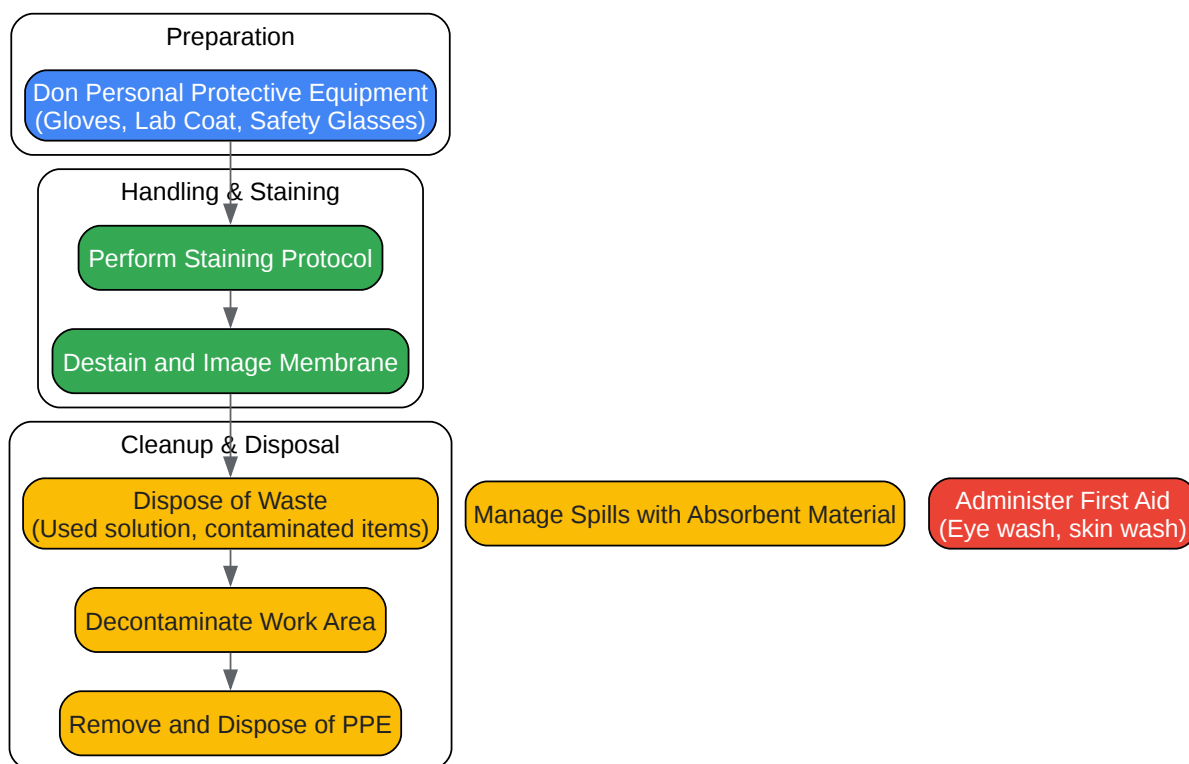 Preparation
Don Personal Protective Equipment
(Gloves, Lab Coat, Safety Glasses)
Handling & Staining
Perform Staining Protocol
Destain and Image Membrane
Cleanup & Disposal
Dispose of Waste
(Used solution, contaminated items)
Manage Spills with Absorbent Material
Administer First Aid
(Eye wash, skin wash)
Decontaminate Work Area
Remove and Dispose of PPE